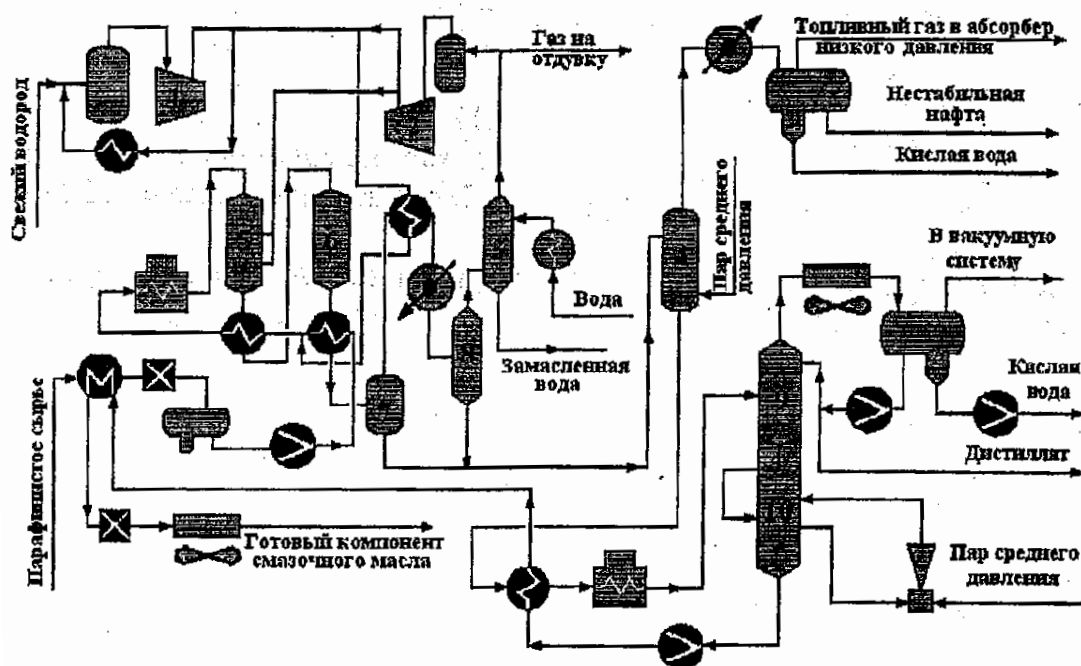 Топливный газ в абсорбер
низкого давления
Газ на
отдувку
Нестабильная
нафта
Кислая вода
Свежий водород
Пар среднего
давления
В вакуумную
систему
Вода
Замасленная
вода
Кислая
вода
Парафинистое сырье
Дистиллят
Готовый компонент
смазочного масла
Пар среднего
давления